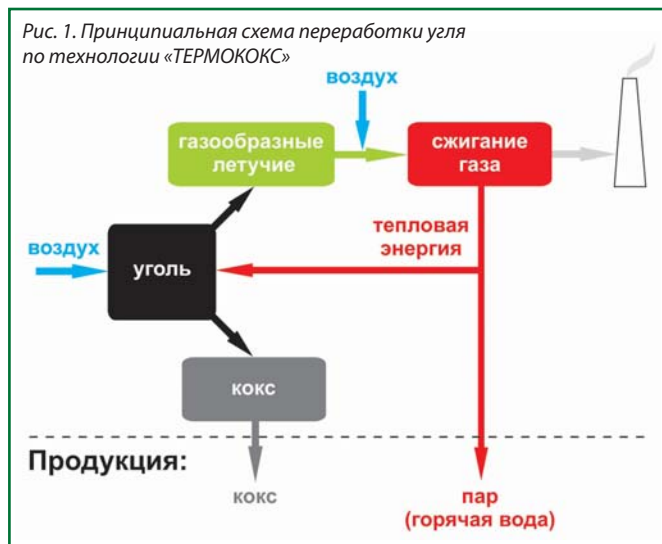 Рис. 1. Принципиальная схема переработки угля
по технологии «ТЕРМОКОКС»
воздух
газообразные
летучие
сжигание
газа
тепловая
энергия
воздух
уголь
кокс
Продукция:
кокс
пар
(горячая вода)